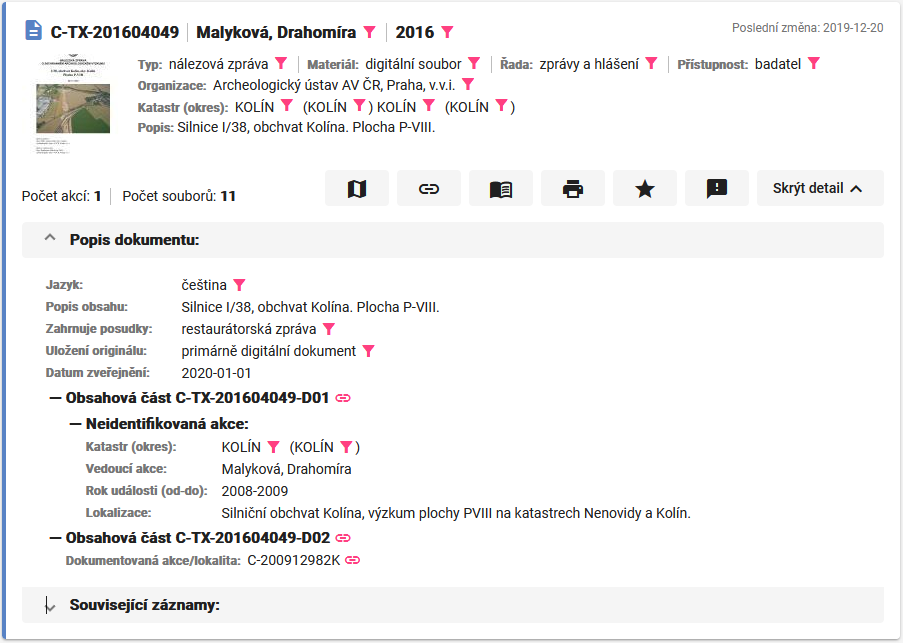 C-TX-201604049 Malyková, Drahomíra 2016 Poslední změna: 2019-12-20
Typ: nálezová zpráva Materiál: digitální soubor Řada: zprávy a hlášení Přístupnost: badatel
Organizace: Archeologický ústav AV ČR, Praha, v.v.i.
Katastr (okres): KOLÍN (KOLÍN) KOLÍN (KOLÍN)
Popis: Silnice I/38, obchvat Kolína. Plocha P-VIII.
Počet akcí: 1 Počet souborů: 11 Skrýt detail
Popis dokumentu:
Jazyk: čeština
Popis obsahu: Silnice I/38, obchvat Kolína. Plocha P-VIII.
Zahrnuje posudky: restaurátorská zpráva
Uložení originálu: primárně digitální dokument
Datum zveřejnění: 2020-01-01
— Obsahová část C-TX-201604049-D01
— Neidentifikovaná akce:
Katastr (okres): KOLÍN (KOLÍN)
Vedoucí akce: Malyková, Drahomíra
Rok události (od-do): 2008-2009
Lokalizace: Silniční obchvat Kolína, výzkum plochy PVIII na katastrech Nenovidy a Kolín.
— Obsahová část C-TX-201604049-D02
Dokumentovaná akce/lokalita: C-200912982K
Související záznamy: